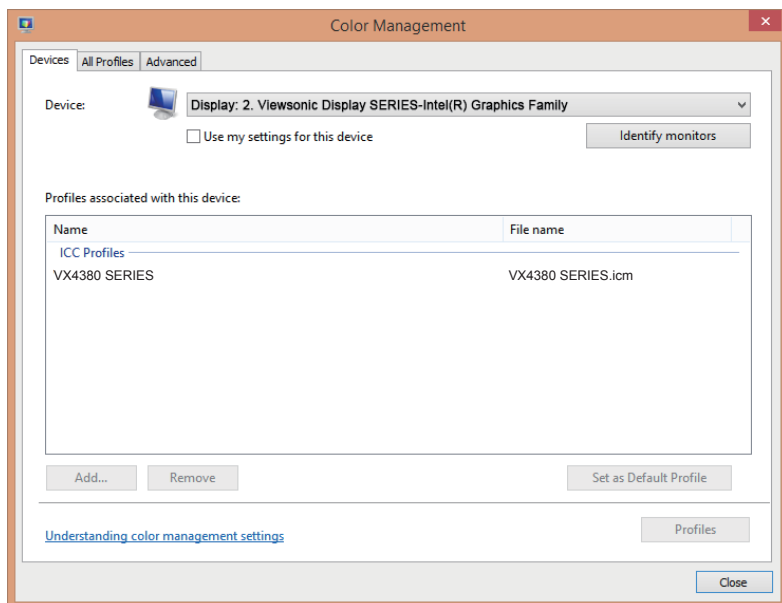 Color Management
Devices All Profiles Advanced
Device: Display: 2. Viewsonic Display SERIES-Intel(R) Graphics Family
Use my settings for this device Identify monitors
Profiles associated with this device:
Name File name
ICC Profiles
VX4380 SERIES VX4380 SERIES.icm
Add... Remove Set as Default Profile
Understanding color management settings Profiles
Close